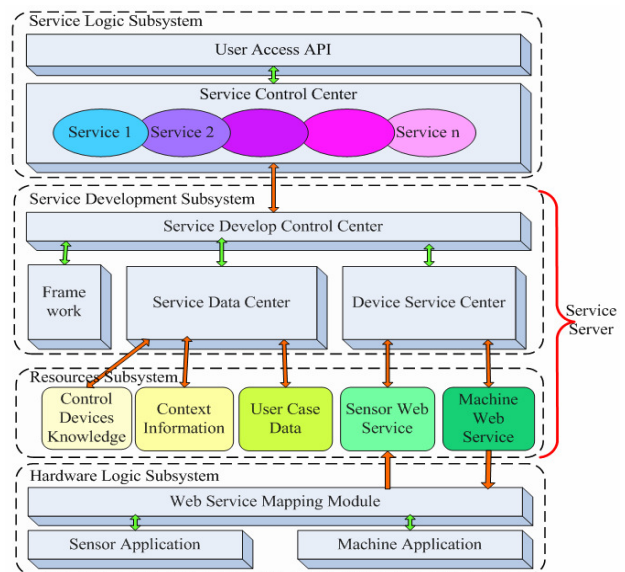 Service Logic Subsystem
User Access API
Service Control Center
Service 1
Service 2
Service n
Service Development Subsystem
Service Develop Control Center
Frame
work
Service Data Center
Device Service Center
Service
Server
Resources Subsystem
Control
Devices
Knowledge
Context
Information
User Case
Data
Sensor Web
Service
Machine
Web
Service
Hardware Logic Subsystem
Web Service Mapping Module
Sensor Application
Machine Application